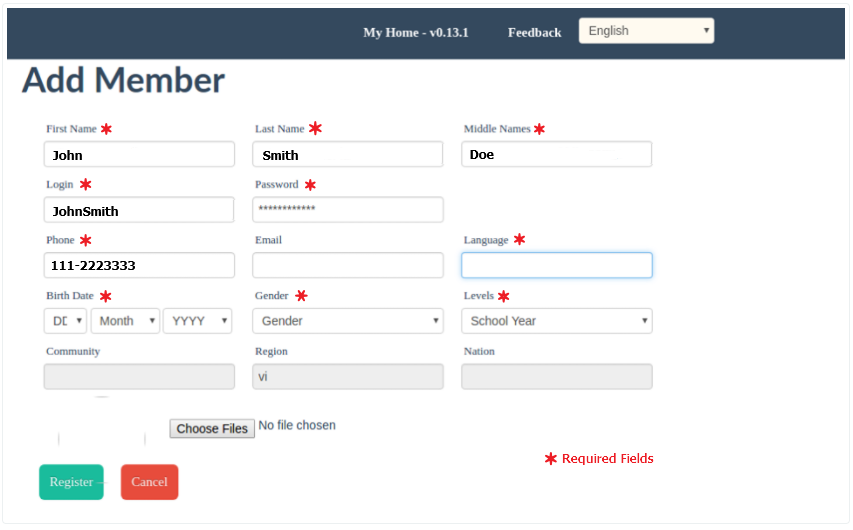 My Home - v0.13.1 Feedback English
Add Member
First Name Last Name Middle Names
John Smith Doe
Login Password
JohnSmith ************
Phone Email Language
111-2223333
Birth Date Gender Levels
DD Month YYYY Gender School Year
Community Region Nation
vi
Choose Files No file chosen
Required Fields
Register Cancel